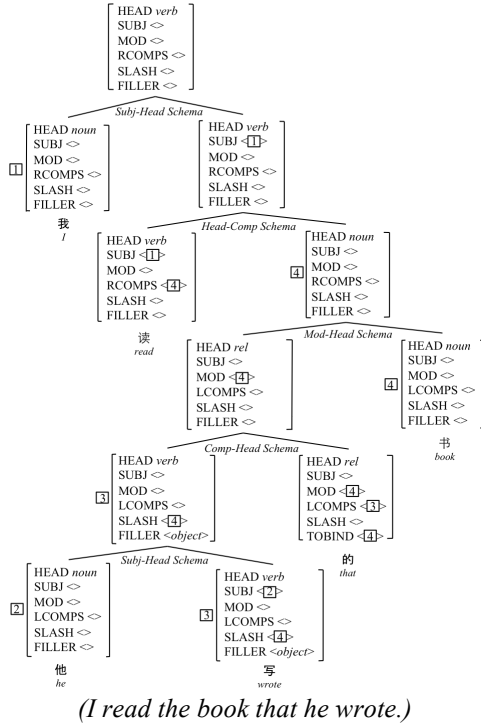 HEAD verb
SUBJ <>
MOD <>
RCOMPS <>
SLASH <>
FILLER <>
Subj-Head Schema
1
HEAD noun
SUBJ <>
MOD <>
RCOMPS <>
SLASH <>
FILLER <>
我
I
HEAD verb
SUBJ <1>
MOD <>
RCOMPS <>
SLASH <>
FILLER <>
Head-Comp Schema
HEAD verb
SUBJ <1>
MOD <>
RCOMPS <4>
SLASH <>
FILLER <>
读
read
4
HEAD noun
SUBJ <>
MOD <>
RCOMPS <>
SLASH <>
FILLER <>
Mod-Head Schema
HEAD rel
SUBJ <>
MOD <4>
LCOMPS <>
SLASH <>
FILLER <>
4
HEAD noun
SUBJ <>
MOD <>
LCOMPS <>
SLASH <>
FILLER <>
书
book
Comp-Head Schema
3
HEAD verb
SUBJ <>
MOD <>
LCOMPS <>
SLASH <4>
FILLER <object>
HEAD rel
SUBJ <>
MOD <4>
LCOMPS <3>
SLASH <>
TOBIND <4>
的
that
Subj-Head Schema
2
HEAD noun
SUBJ <>
MOD <>
LCOMPS <>
SLASH <>
FILLER <>
他
he
3
HEAD verb
SUBJ <2>
MOD <>
LCOMPS <>
SLASH <4>
FILLER <object>
写
wrote
(I read the book that he wrote.)